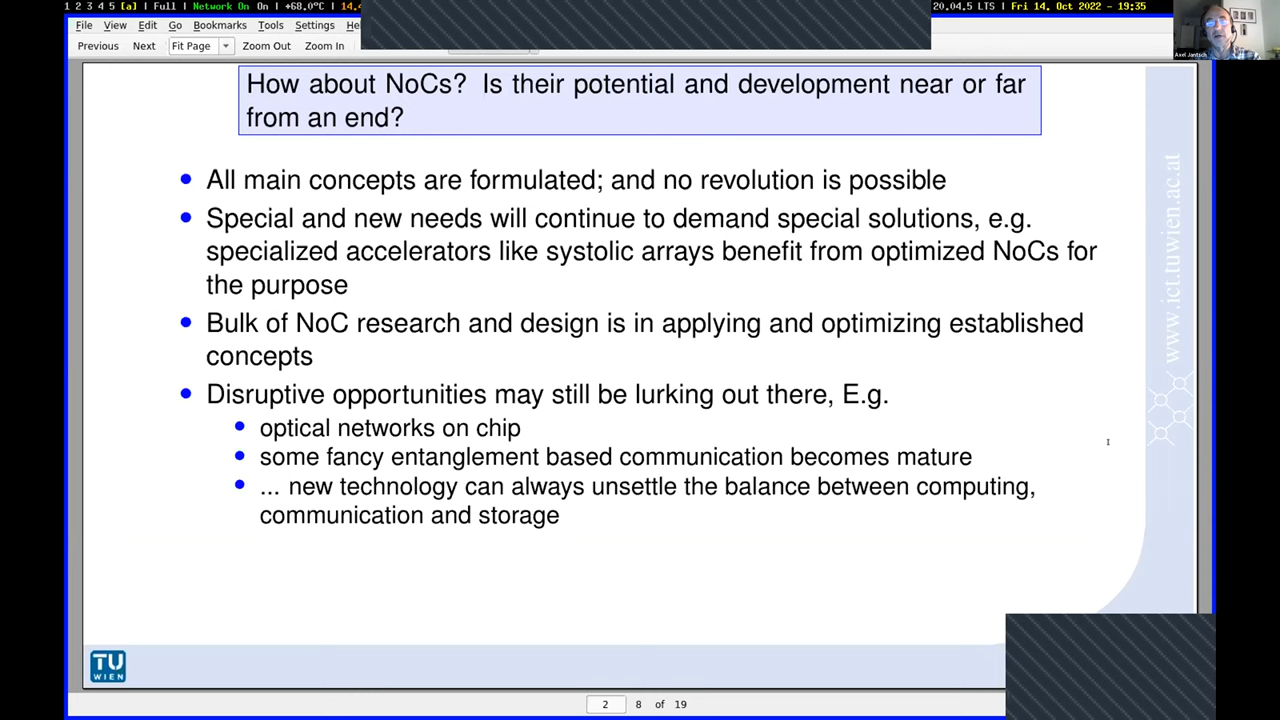 1 2 3 4 5 [a] | Full | Network On On | +68.0°C | 14.4
20.04.5 LTS | Fri 14. Oct 2022 - 19:35
File View Edit Go Bookmarks Tools Settings He
Previous Next Fit Page Zoom Out Zoom In
Axel Jantsch
How about NoCs? Is their potential and development near or far
from an end?
All main concepts are formulated; and no revolution is possible
Special and new needs will continue to demand special solutions, e.g.
specialized accelerators like systolic arrays benefit from optimized NoCs for
the purpose
Bulk of NoC research and design is in applying and optimizing established
concepts
Disruptive opportunities may still be lurking out there, E.g.
optical networks on chip
some fancy entanglement based communication becomes mature
... new technology can always unsettle the balance between computing,
communication and storage
www.ict.tuwien.ac.at
TU
WIEN
2 8 of 19